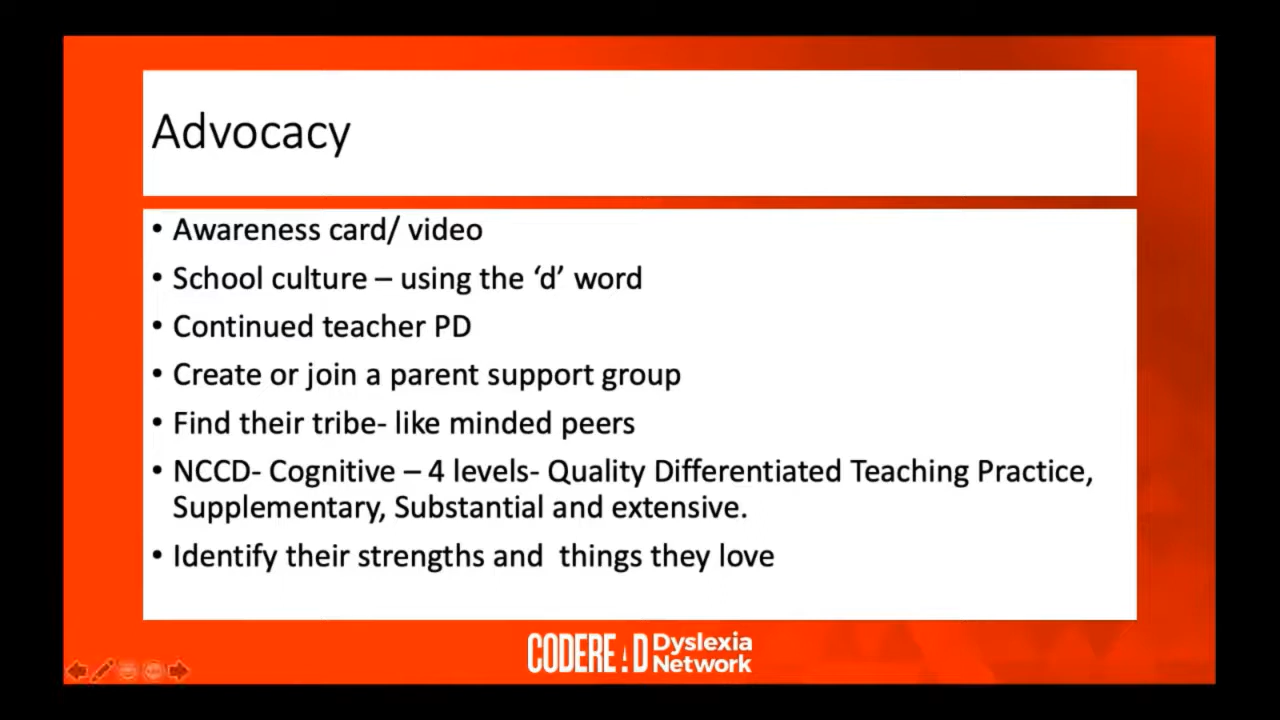 Advocacy
• Awareness card/ video
• School culture – using the ‘d’ word
• Continued teacher PD
• Create or join a parent support group
• Find their tribe- like minded peers
• NCCD- Cognitive – 4 levels- Quality Differentiated Teaching Practice,
Supplementary, Substantial and extensive.
• Identify their strengths and  things they love
CODEREAD Dyslexia
Network